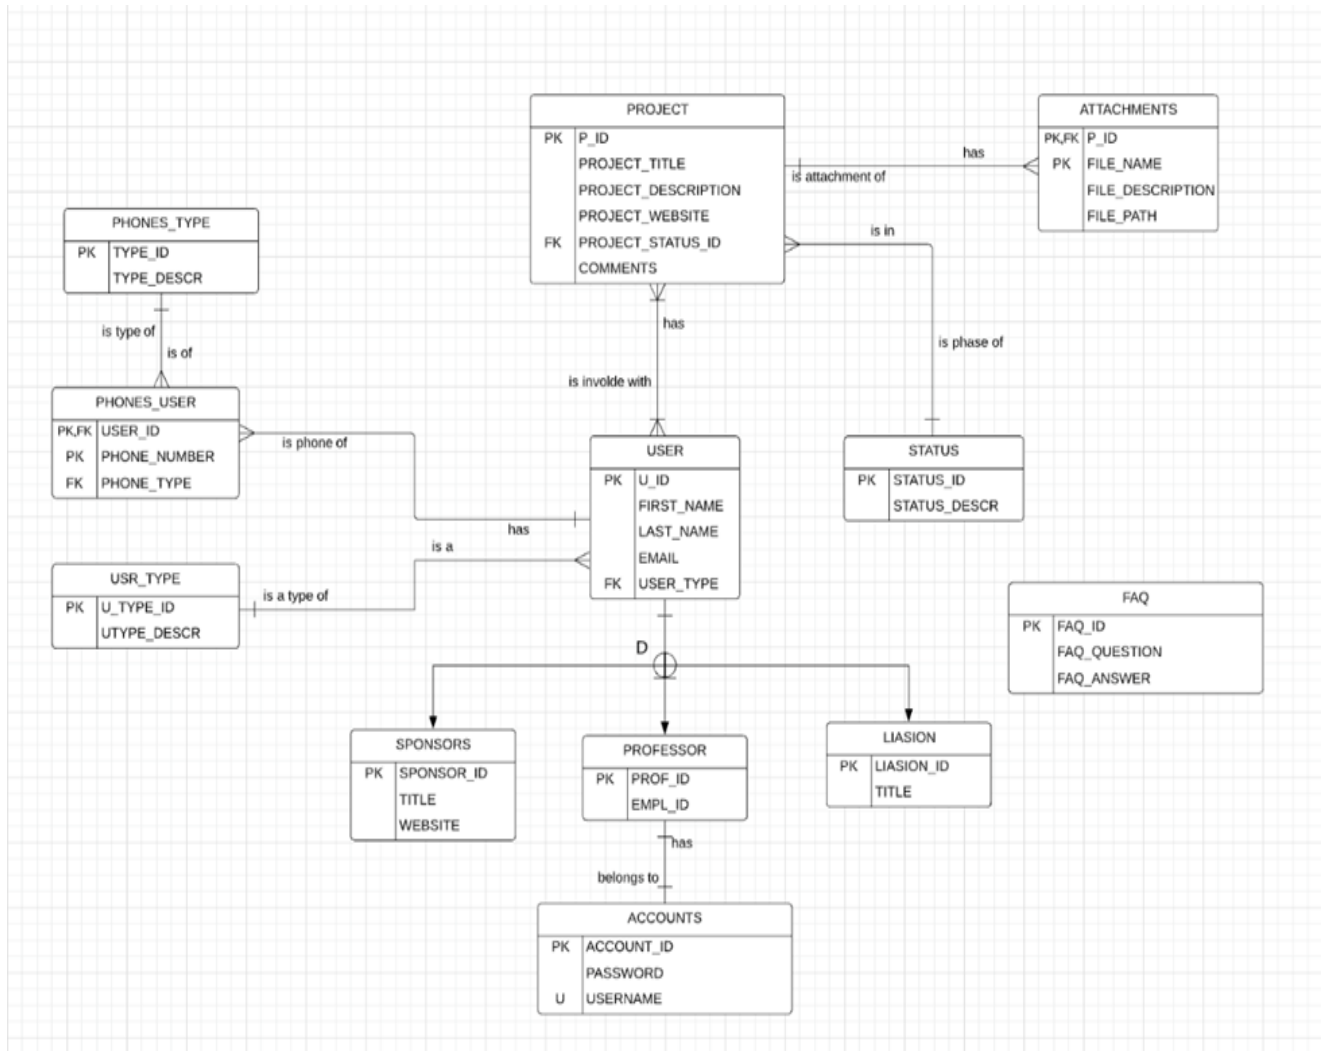 PROJECT
PK P_ID
PROJECT_TITLE
PROJECT_DESCRIPTION
PROJECT_WEBSITE
FK PROJECT_STATUS_ID
COMMENTS
has
is attachment of
ATTACHMENTS
PK,FK P_ID
PK FILE_NAME
FILE_DESCRIPTION
FILE_PATH
is in
is phase of
PHONES_TYPE
PK TYPE_ID
TYPE_DESCR
is type of
is of
has
is involde with
PHONES_USER
PK,FK USER_ID
PK PHONE_NUMBER
FK PHONE_TYPE
is phone of
has
USER
PK U_ID
FIRST_NAME
LAST_NAME
EMAIL
FK USER_TYPE
STATUS
PK STATUS_ID
STATUS_DESCR
is a
is a type of
USR_TYPE
PK U_TYPE_ID
UTYPE_DESCR
FAQ
PK FAQ_ID
FAQ_QUESTION
FAQ_ANSWER
D
SPONSORS
PK SPONSOR_ID
TITLE
WEBSITE
PROFESSOR
PK PROF_ID
EMPL_ID
LIASION
PK LIASION_ID
TITLE
has
belongs to
ACCOUNTS
PK ACCOUNT_ID
PASSWORD
U USERNAME